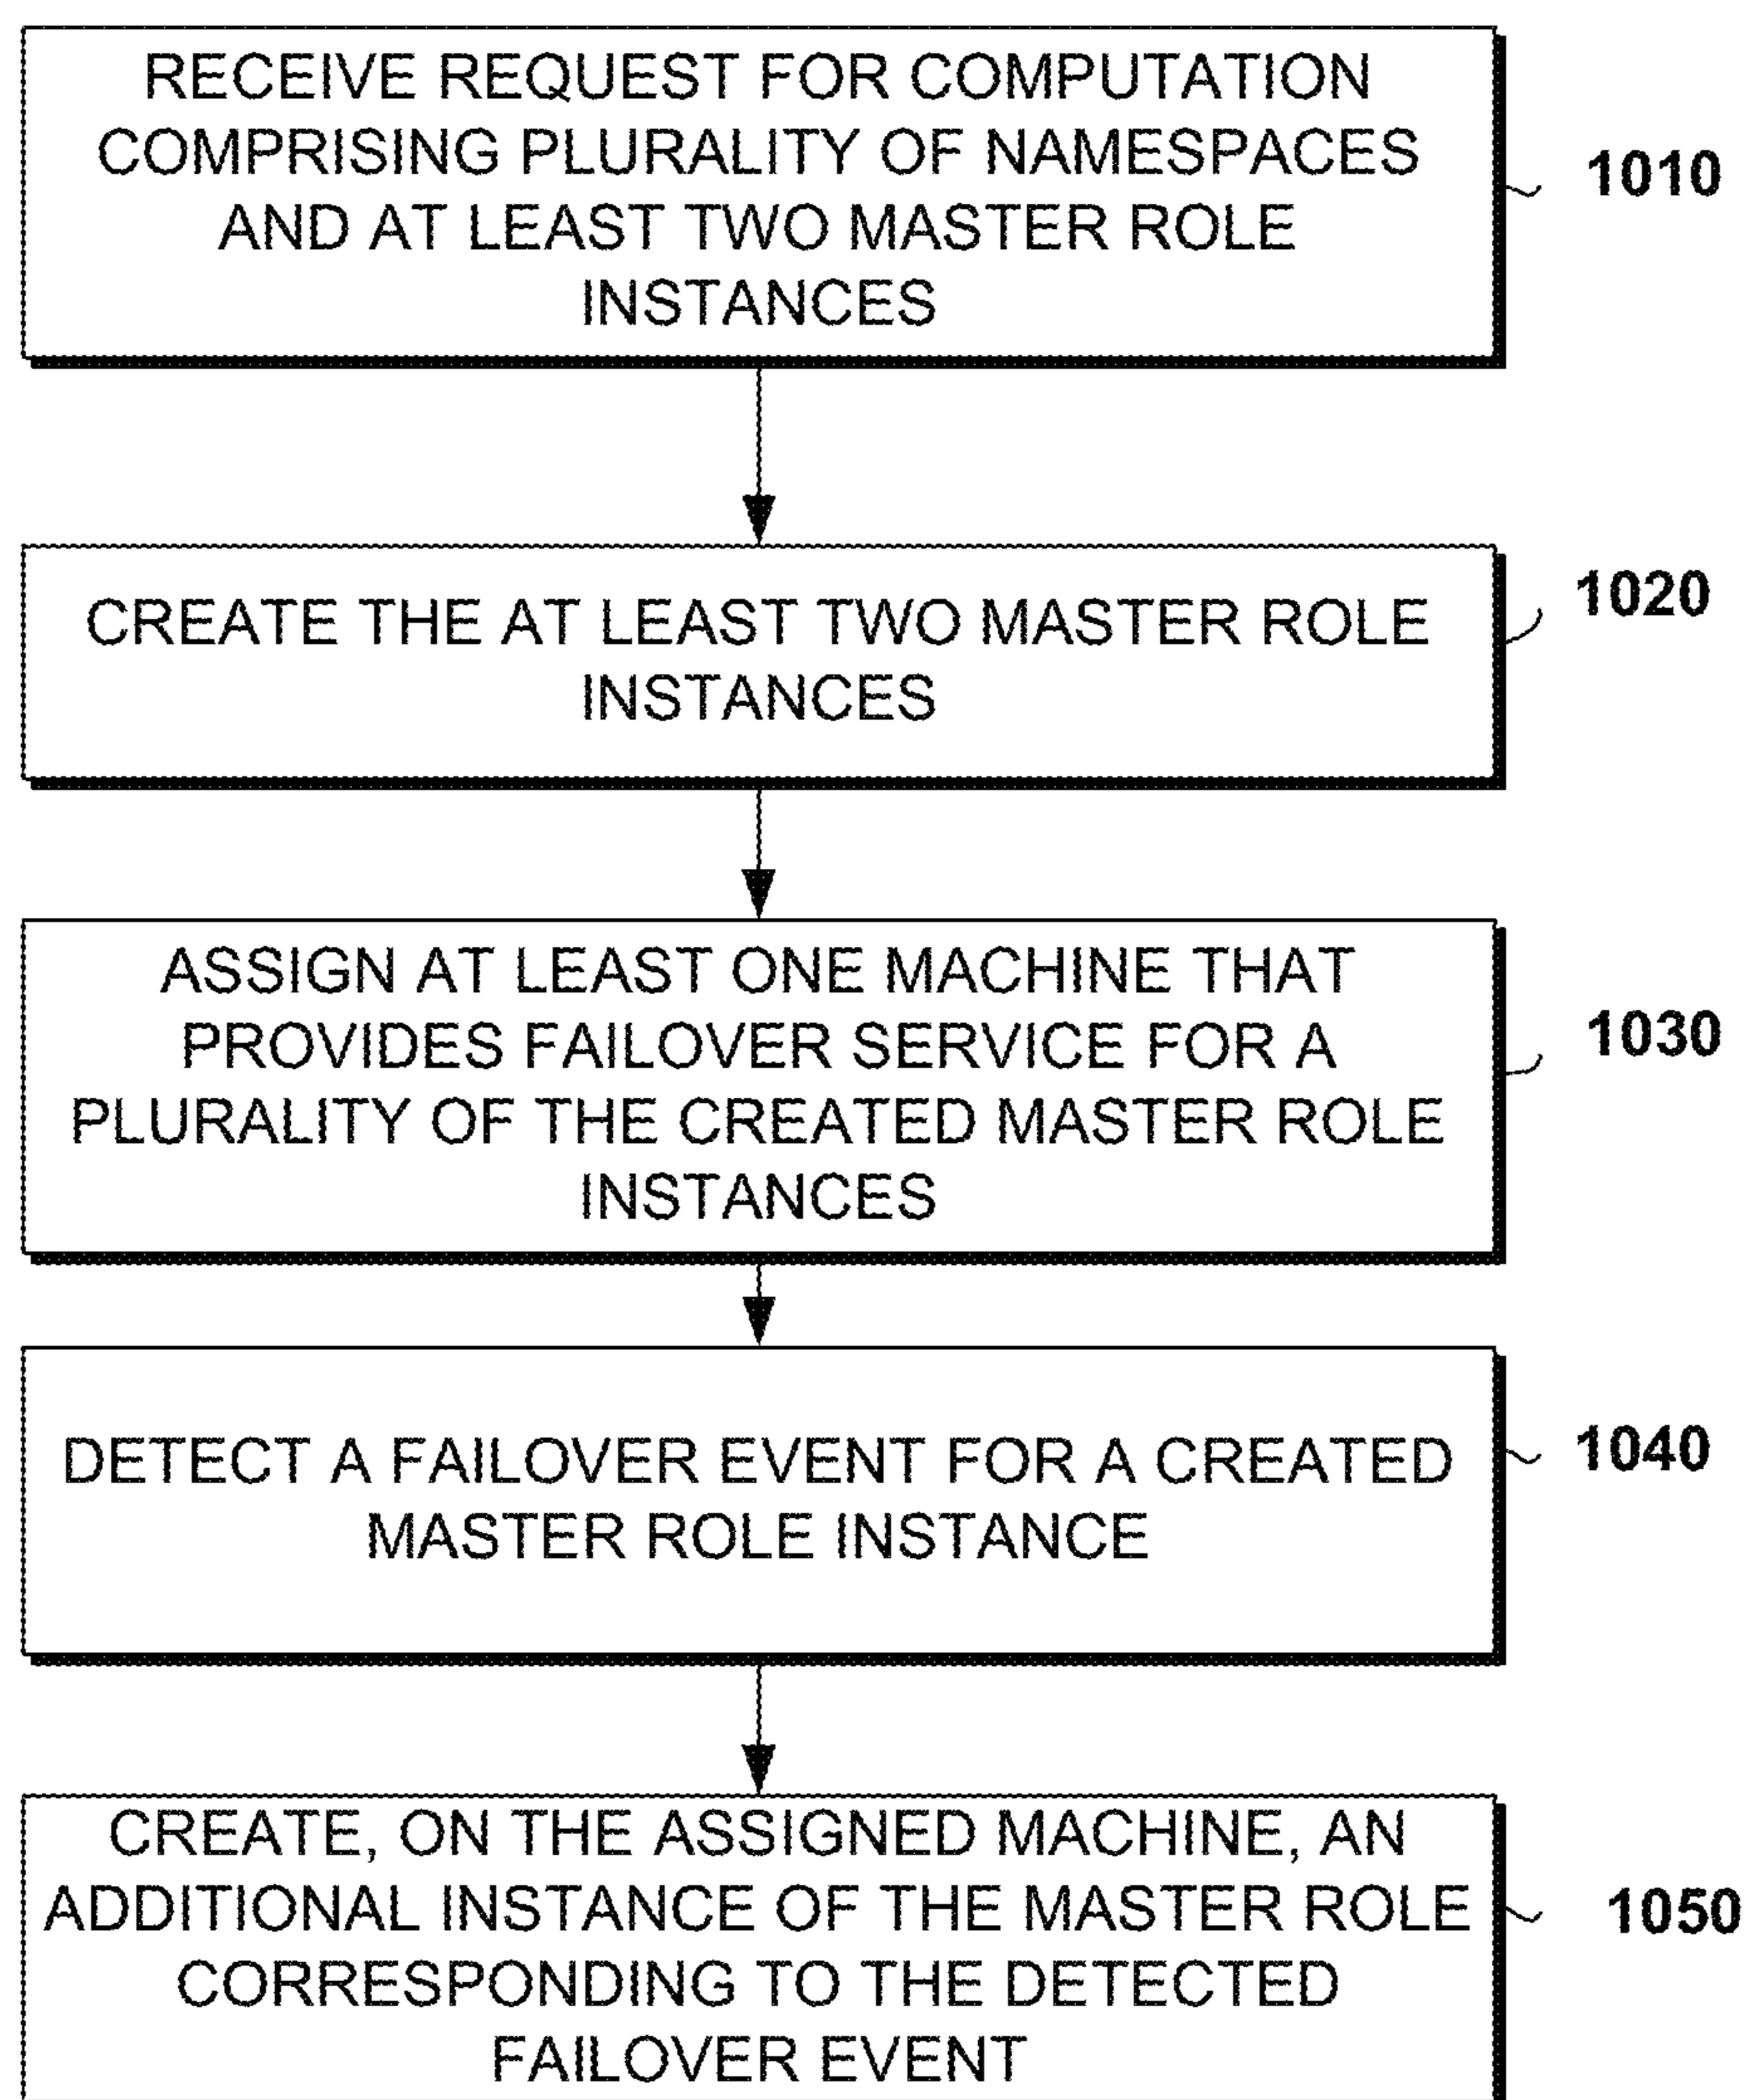 RECEIVE REQUEST FOR COMPUTATION
COMPRISING PLURALITY OF NAMESPACES
AND AT LEAST TWO MASTER ROLE
INSTANCES
1010
CREATE THE AT LEAST TWO MASTER ROLE
INSTANCES
1020
ASSIGN AT LEAST ONE MACHINE THAT
PROVIDES FAILOVER SERVICE FOR A
PLURALITY OF THE CREATED MASTER ROLE
INSTANCES
1030
DETECT A FAILOVER EVENT FOR A CREATED
MASTER ROLE INSTANCE
1040
CREATE, ON THE ASSIGNED MACHINE, AN
ADDITIONAL INSTANCE OF THE MASTER ROLE
CORRESPONDING TO THE DETECTED
FAILOVER EVENT
1050